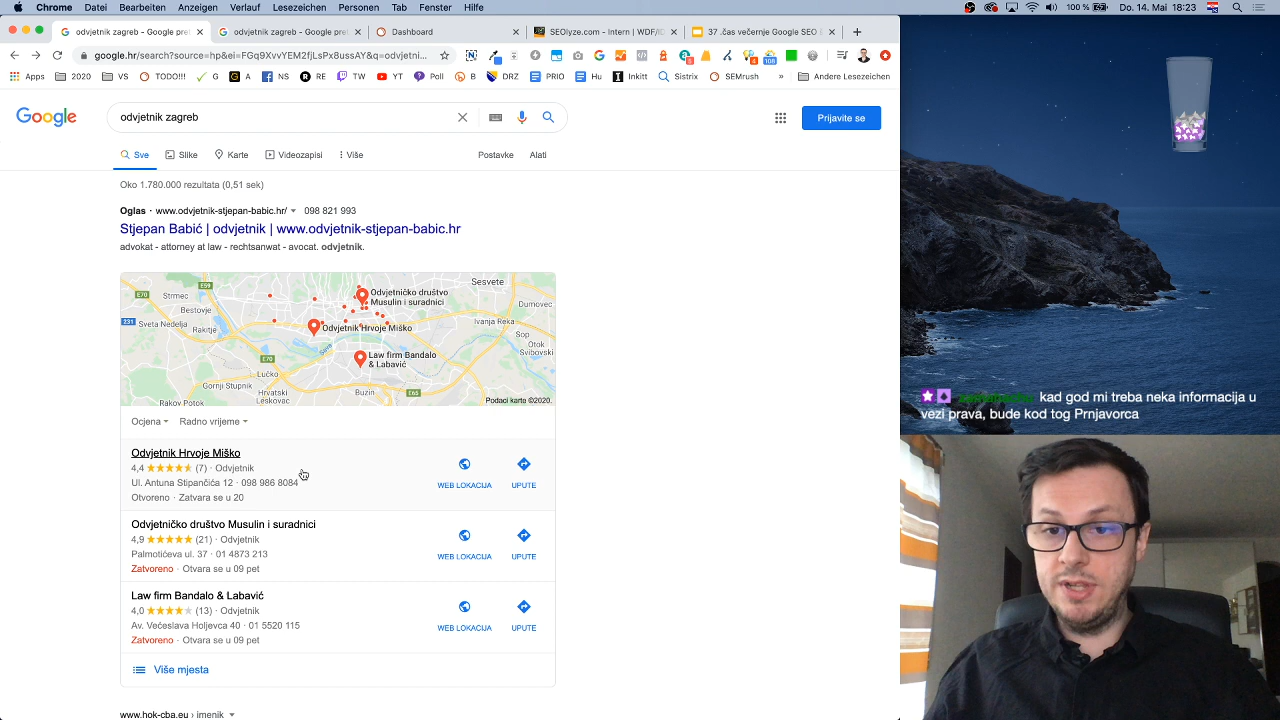 Chrome Datei Bearbeiten Anzeigen Verlauf Lesezeichen Personen Tab Fenster Hilfe
100 % Do. 14. Mai 18:23
odvjetnik zagreb - Google pre
odvjetnik zagreb - Google pre
Dashboard
SEOlyze.com - Intern | WDF/ID
37 .čas večernje Google SEO
google.hr/search?source=hp&ei=FGq9XvvYEM2fjLsPx8ussAY&q=odvjetni...
Apps 2020 VS TODO!!! G A NS RE TW YT Poll B DRZ PRIO Hu Inkitt Sistrix SEMrush » Andere Lesezeichen
Google
odvjetnik zagreb
Prijavite se
Sve Slike Karte Videozapisi Više Postavke Alati
Oko 1.780.000 rezultata (0,51 sek)
Oglas · www.odvjetnik-stjepan-babic.hr/ 098 821 993
Stjepan Babić | odvjetnik | www.odvjetnik-stjepan-babic.hr
advokat - attorney at law - rechtsanwat - avocat. odvjetnik.
Sesvete
E59
E70
Strmec
Odvjetničko društvo
Musulin i suradnici
Dumovec
Bestovje
231
Sveta Nedelja
Rakitje
Odvjetnik Hrvoje Miško
Ivanja Reka
Sop
Otok
Svibovski
E70
Sava
Law firm Bandalo
& Labavić
Lučko
Gornji Stupnik
Hrvatski
Leskovac
Buzin
E65
Rakov Potok
Podaci karte ©2020.
Ocjena Radno vrijeme
Odvjetnik Hrvoje Miško
4,4 (7) · Odvjetnik
Ul. Antuna Stipančića 12 · 098 986 8084
Otvoreno · Zatvara se u 20
WEB LOKACIJA UPUTE
Odvjetničko društvo Musulin i suradnici
4,9 (21) · Odvjetnik
Palmotićeva ul. 37 · 01 4873 213
Zatvoreno · Otvara se u 09 pet
WEB LOKACIJA UPUTE
Law firm Bandalo & Labavić
4,0 (13) · Odvjetnik
Av. Većeslava Holjevca 40 · 01 5520 115
Zatvoreno · Otvara se u 09 pet
WEB LOKACIJA UPUTE
Više mjesta
www.hok-cba.eu › imenik
kad god mi treba neka informacija u
vezi prava, bude kod tog Prnjavorca